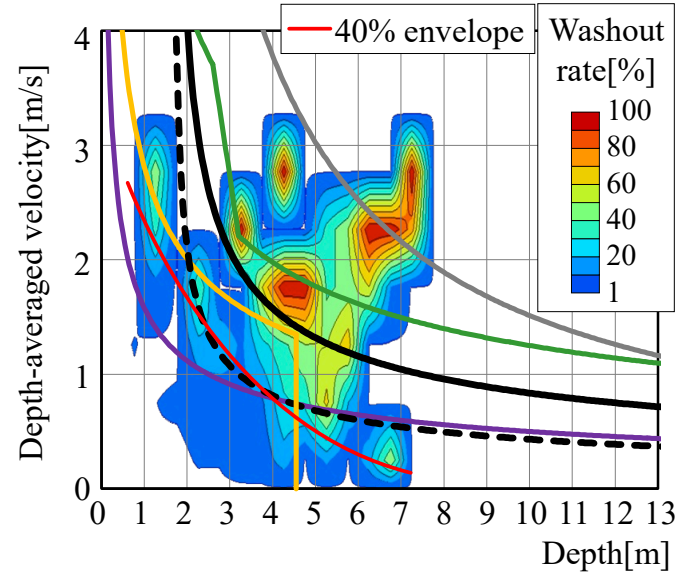 40% envelope
Washout
rate[%]
100
80
60
40
20
1
Depth-averaged velocity[m/s]
4
3
2
1
0
0 1 2 3 4 5 6 7 8 9 10 11 12 13
Depth[m]